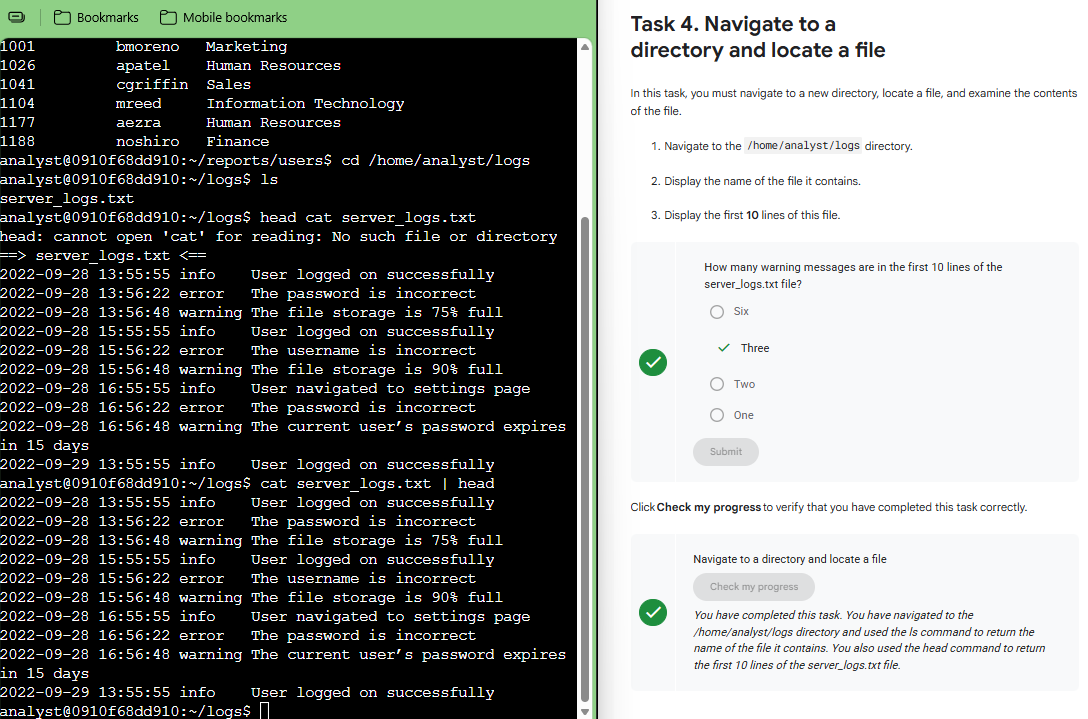 Bookmarks Mobile bookmarks
1001 bmoreno Marketing
1026 apatel Human Resources
1041 cgriffin Sales
1104 mreed Information Technology
1177 aezra Human Resources
1188 noshiro Finance
analyst@0910f68dd910:~/reports/users$ cd /home/analyst/logs
analyst@0910f68dd910:~/logs$ ls
server_logs.txt
analyst@0910f68dd910:~/logs$ head cat server_logs.txt
head: cannot open 'cat' for reading: No such file or directory
==> server_logs.txt <==
2022-09-28 13:55:55 info User logged on successfully
2022-09-28 13:56:22 error The password is incorrect
2022-09-28 13:56:48 warning The file storage is 75% full
2022-09-28 15:55:55 info User logged on successfully
2022-09-28 15:56:22 error The username is incorrect
2022-09-28 15:56:48 warning The file storage is 90% full
2022-09-28 16:55:55 info User navigated to settings page
2022-09-28 16:56:22 error The password is incorrect
2022-09-28 16:56:48 warning The current user’s password expires
in 15 days
2022-09-29 13:55:55 info User logged on successfully
analyst@0910f68dd910:~/logs$ cat server_logs.txt | head
2022-09-28 13:55:55 info User logged on successfully
2022-09-28 13:56:22 error The password is incorrect
2022-09-28 13:56:48 warning The file storage is 75% full
2022-09-28 15:55:55 info User logged on successfully
2022-09-28 15:56:22 error The username is incorrect
2022-09-28 15:56:48 warning The file storage is 90% full
2022-09-28 16:55:55 info User navigated to settings page
2022-09-28 16:56:22 error The password is incorrect
2022-09-28 16:56:48 warning The current user’s password expires
in 15 days
2022-09-29 13:55:55 info User logged on successfully
analyst@0910f68dd910:~/logs$
Task 4. Navigate to a
directory and locate a file
In this task, you must navigate to a new directory, locate a file, and examine the contents
of the file.
1. Navigate to the /home/analyst/logs directory.
2. Display the name of the file it contains.
3. Display the first 10 lines of this file.
How many warning messages are in the first 10 lines of the
server_logs.txt file?
Six
Three
Two
One
Submit
Click Check my progress to verify that you have completed this task correctly.
Navigate to a directory and locate a file
Check my progress
You have completed this task. You have navigated to the
/home/analyst/logs directory and used the ls command to return the
name of the file it contains. You also used the head command to return
the first 10 lines of the server_logs.txt file.